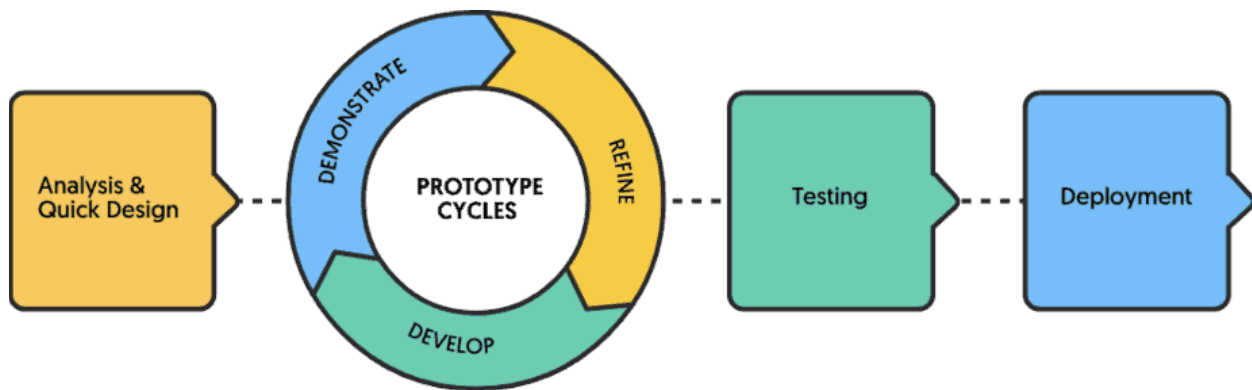 Analysis &
Quick Design
DEMONSTRATE
REFINE
DEVELOP
PROTOTYPE
CYCLES
Testing
Deployment